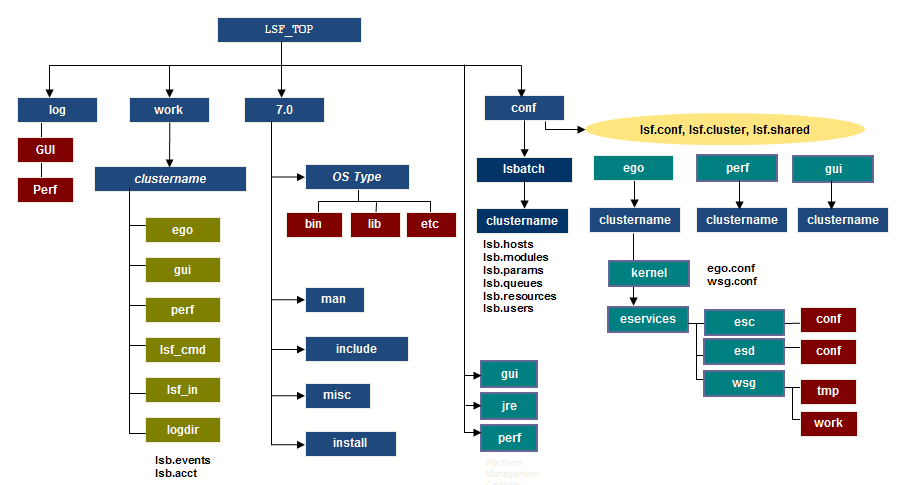 LSF_TOP
log
work
7.0
conf
lsf.conf, lsf.cluster, lsf.shared
GUI
Perf
clustername
ego
gui
perf
lsf_cmd
lsf_in
logdir
lsb.events
lsb.acct
OS Type
bin
lib
etc
man
include
misc
install
lsbatch
clustername
lsb.hosts
lsb.modules
lsb.params
lsb.queues
lsb.resources
lsb.users
gui
jre
perf
Platform
Management
Console
ego
perf
gui
clustername
clustername
clustername
kernel
ego.conf
wsg.conf
eservices
esc
conf
esd
conf
wsg
tmp
work